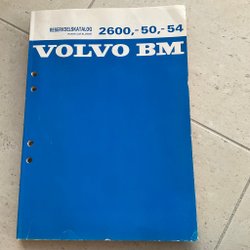 RESERVDELSKATALOG 2600,-50,-54
VOLVO BM